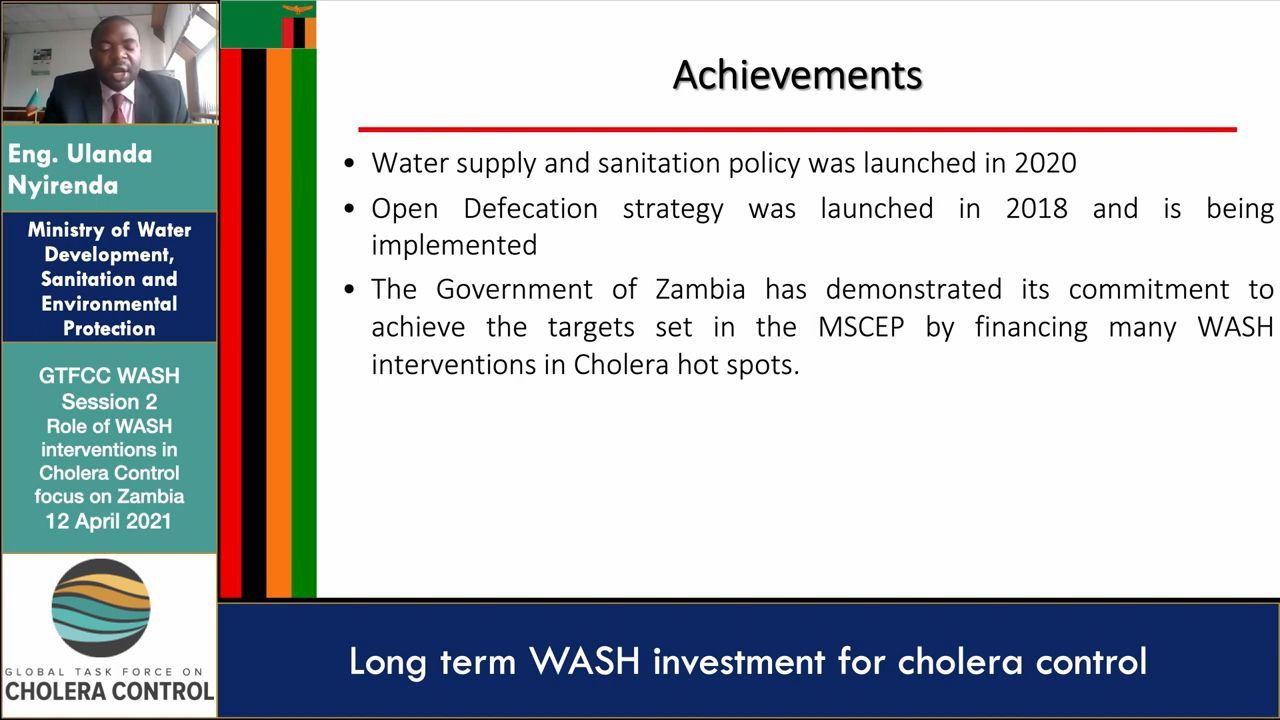 Eng. Ulanda
Nyirenda
Ministry of Water
Development,
Sanitation and
Environmental
Protection
GTFCC WASH
Session 2
Role of WASH
interventions in
Cholera Control
focus on Zambia
12 April 2021
GLOBAL TASK FORCE ON
CHOLERA CONTROL
Achievements
• Water supply and sanitation policy was launched in 2020
• Open Defecation strategy was launched in 2018 and is being
implemented
• The Government of Zambia has demonstrated its commitment to
achieve the targets set in the MSCEP by financing many WASH
interventions in Cholera hot spots.
Long term WASH investment for cholera control